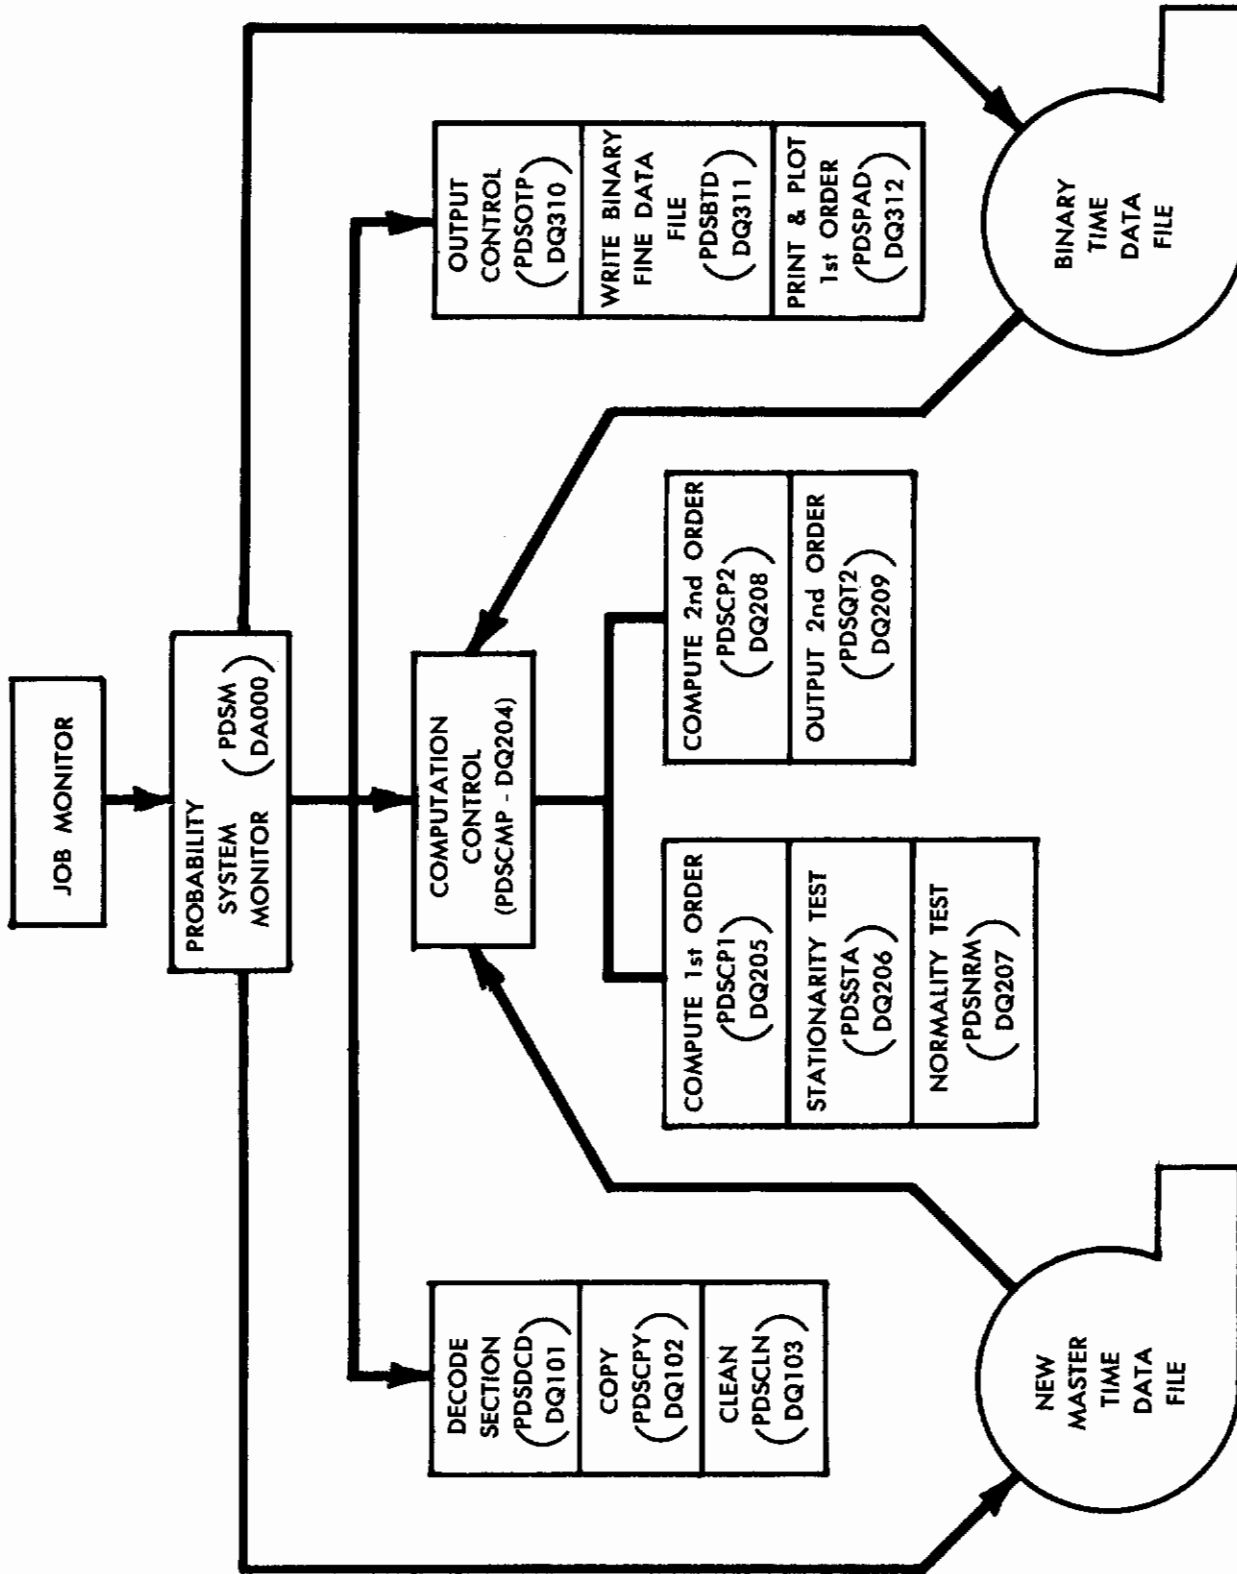 JOB MONITOR
PROBABILITY
SYSTEM
MONITOR
(PDSM
DA000)
DECODE
SECTION
(PDSDCD
DQ101)
COPY
(PDSCPY
DQ102)
CLEAN
(PDSCLN
DQ103)
COMPUTATION
CONTROL
(PDSCMP - DQ204)
OUTPUT
CONTROL
(PDSOTP
DQ310)
WRITE BINARY
FINE DATA
FILE
(PDSBTD
DQ311)
PRINT & PLOT
1st ORDER
(PDSPAD
DQ312)
COMPUTE 1st ORDER
(PDSCP1
DQ205)
STATIONARITY TEST
(PDSSTA
DQ206)
NORMALITY TEST
(PDSNRM
DQ207)
COMPUTE 2nd ORDER
(PDSCP2
DQ208)
OUTPUT 2nd ORDER
(PDSQT2
DQ209)
NEW
MASTER
TIME
DATA
FILE
BINARY
TIME
DATA
FILE